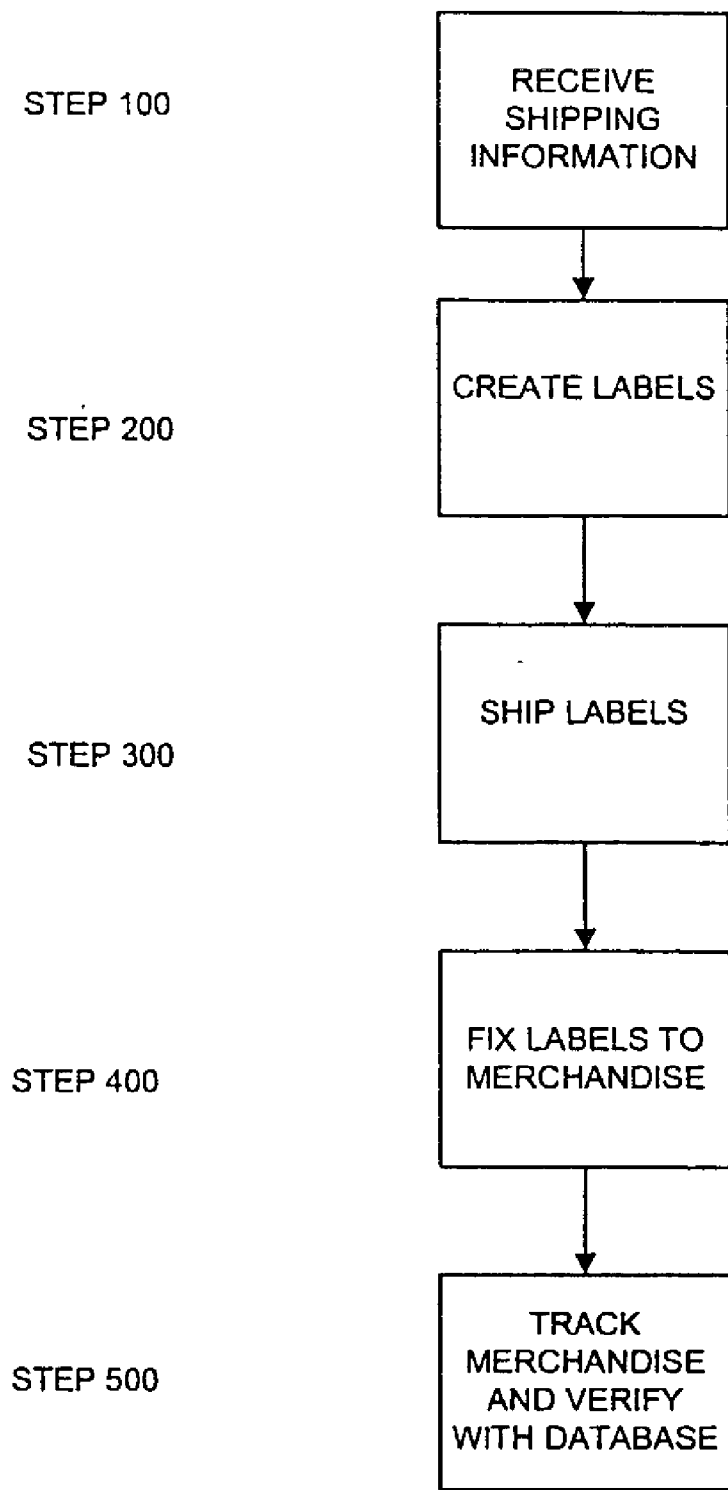 STEP 100
RECEIVE
SHIPPING
INFORMATION
STEP 200
CREATE LABELS
STEP 300
SHIP LABELS
STEP 400
FIX LABELS TO
MERCHANDISE
STEP 500
TRACK
MERCHANDISE
AND VERIFY
WITH DATABASE